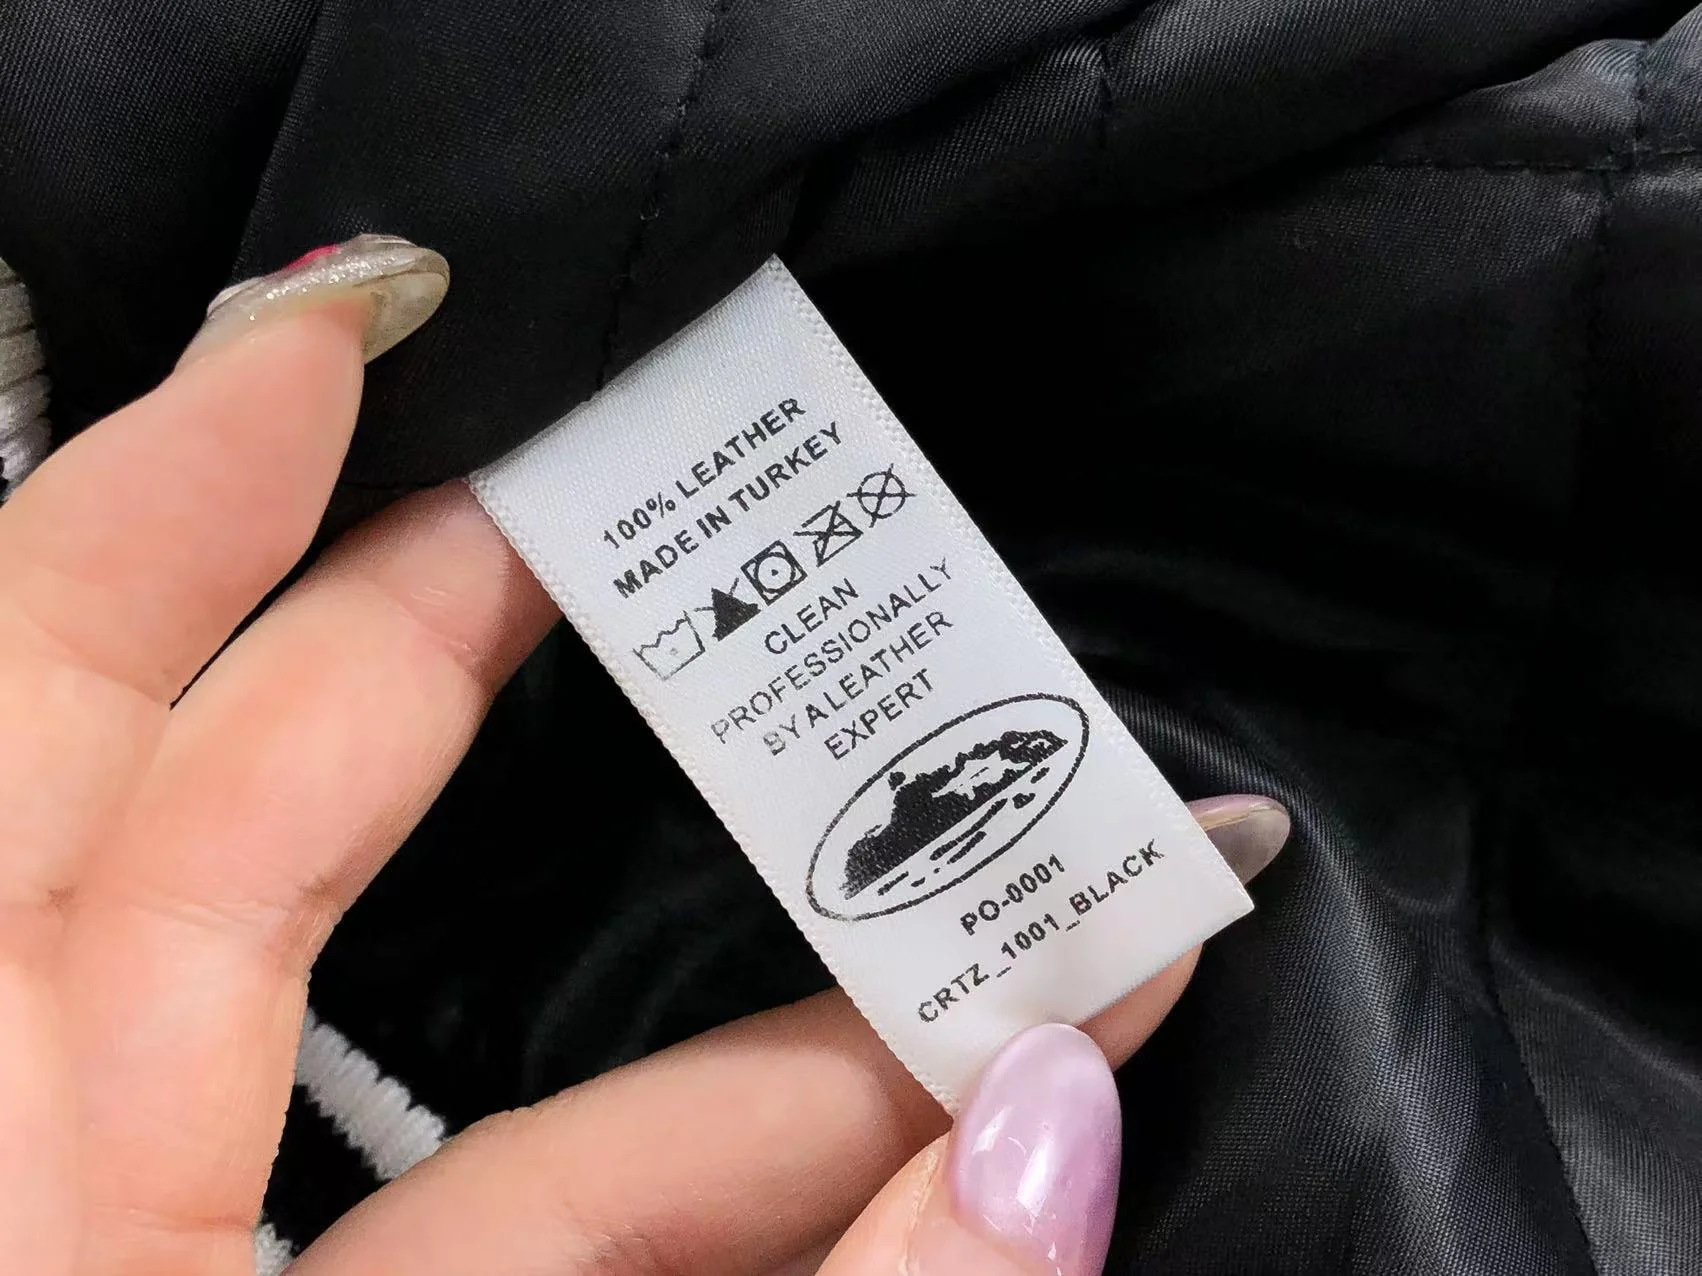 100% LEATHER
MADE IN TURKEY
CLEAN
PROFESSIONALLY
BY A LEATHER
EXPERT
PO-0001
CRTZ_1001_BLACK